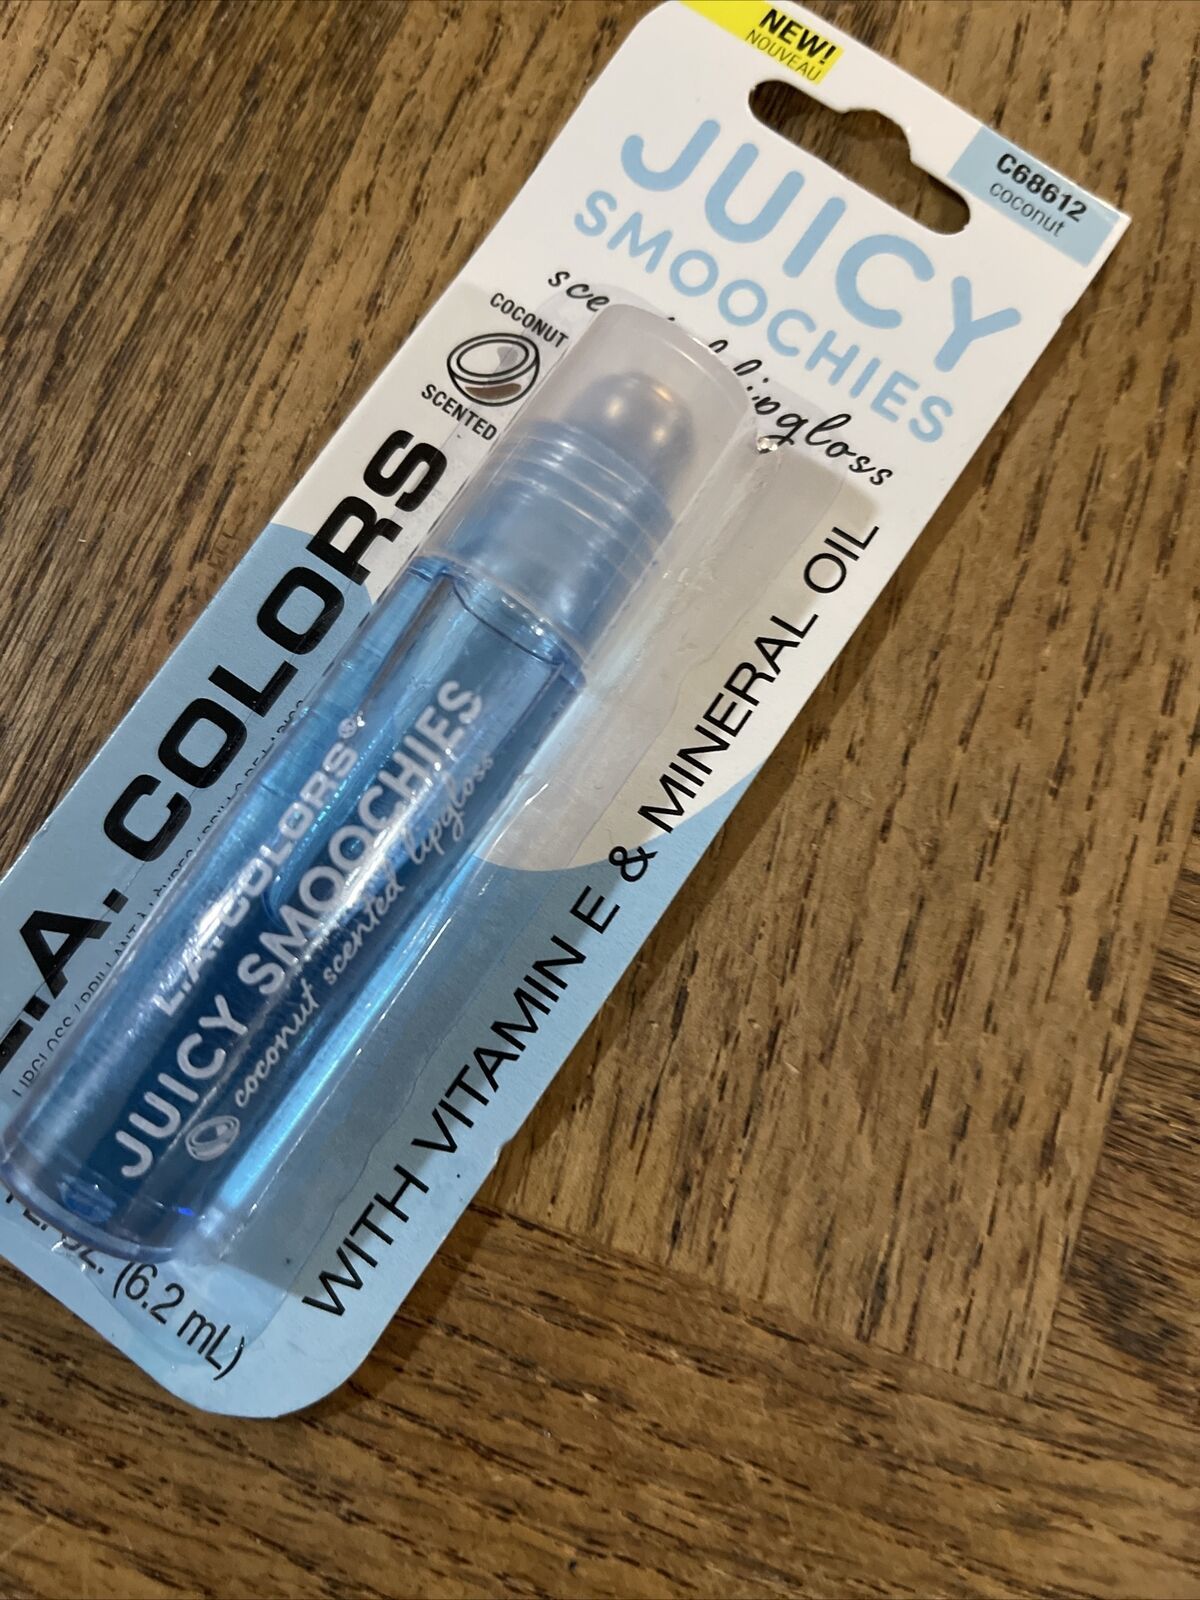 NEW!
NOUVEAU
C68612
coconut
JUICY
SMOOCHIES
lipgloss
COCONUT
SCENTED
L.A. COLORS
WITH VITAMIN E & MINERAL OIL
L.A. COLORS®
JUICY SMOOCHIES
coconut scented lipgloss
(6.2 mL)